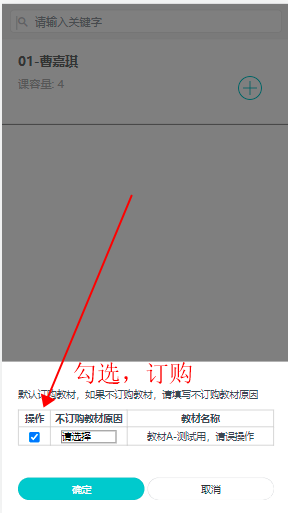 请输入关键字
01-曹嘉琪
课容量: 4
勾选，订购
默认订购教材，如果不订购教材，请填写不订购教材原因
操作 不订购教材原因 教材名称
请选择 教材A-测试用，请误操作
确定 取消